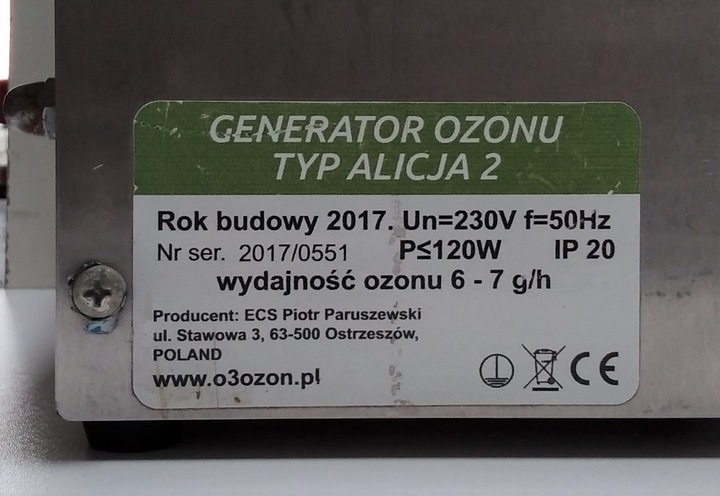 GENERATOR OZONU
TYP ALICJA 2
Rok budowy 2017. Un=230V f=50Hz
Nr ser. 2017/0551 P≤120W IP 20
wydajność ozonu 6 - 7 g/h
Producent: ECS Piotr Paruszewski
ul. Stawowa 3, 63-500 Ostrzeszów,
POLAND
www.o3ozon.pl CE